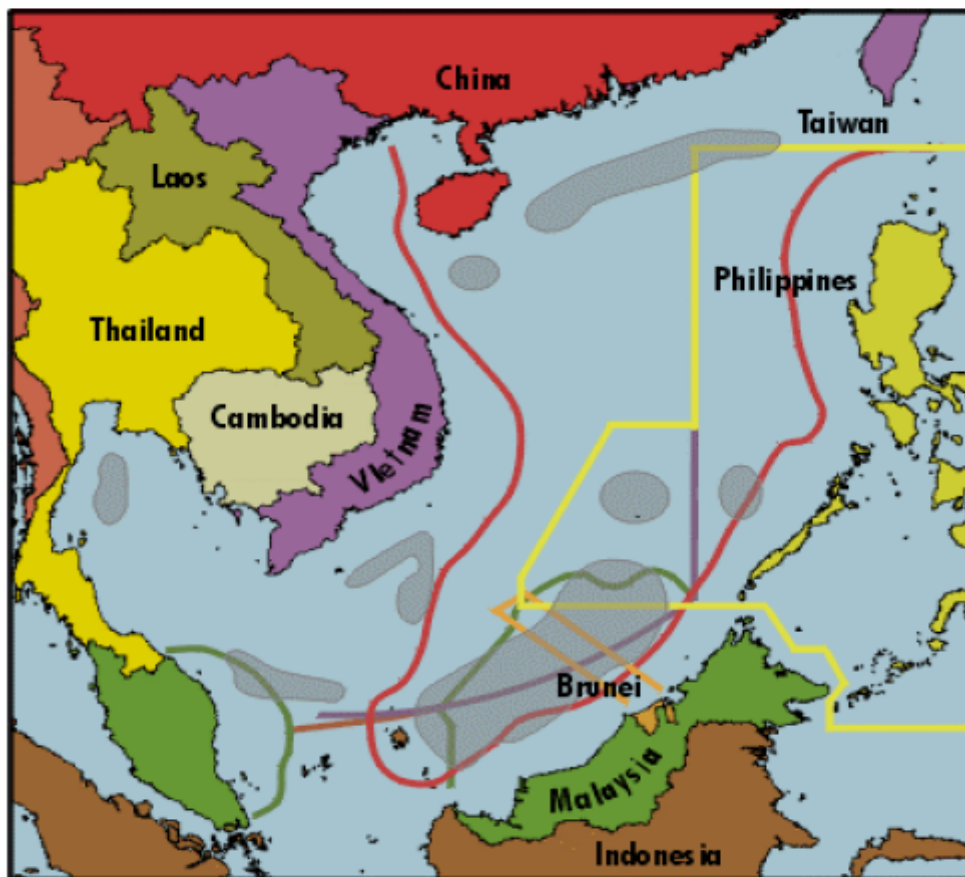 China
Taiwan
Laos
Philippines
Thailand
Cambodia
Vietnam
Brunei
Malaysia
Indonesia